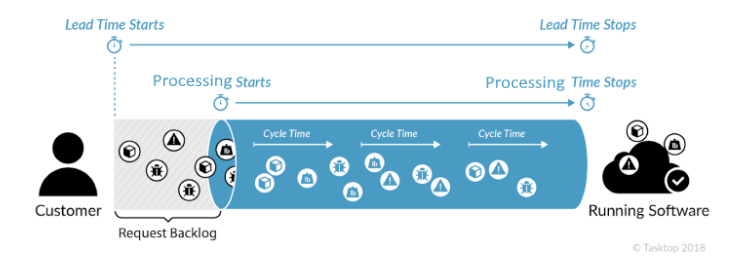 Lead Time Starts
Lead Time Stops
Processing Starts
Processing Time Stops
Cycle Time
Cycle Time
Cycle Time
Customer
Running Software
Request Backlog
© Tasktop 2018